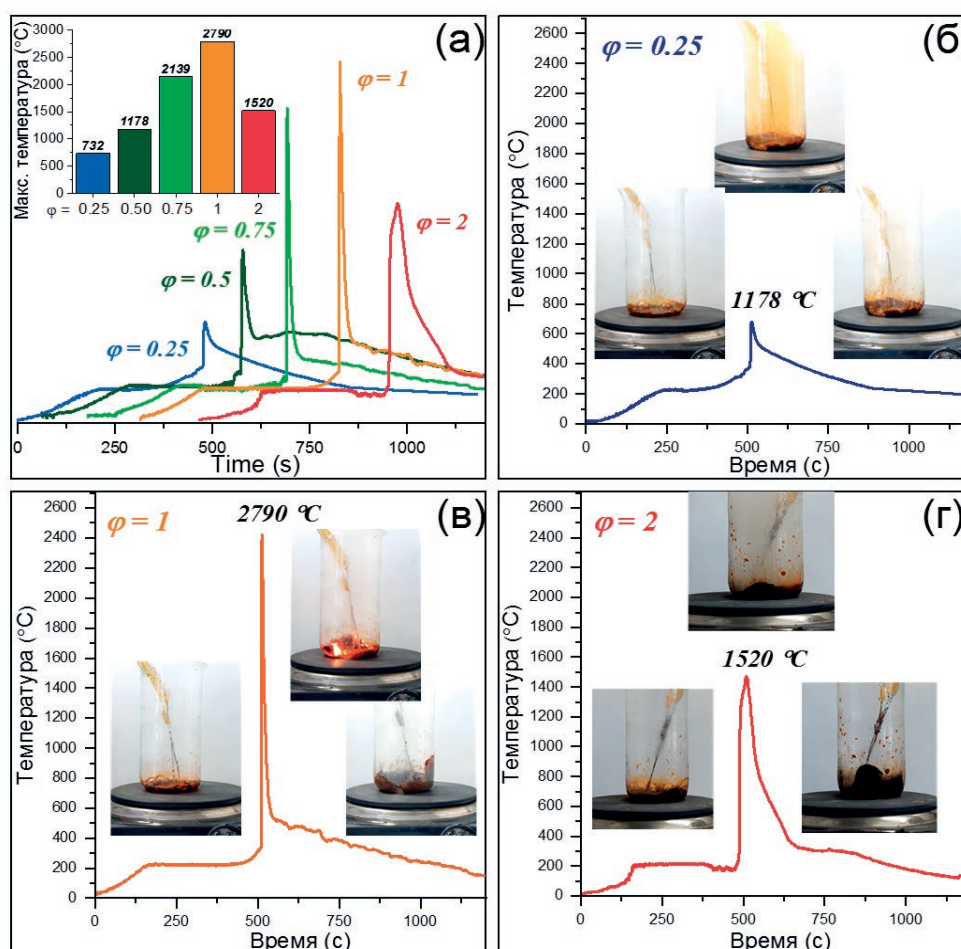 (а)
Макс. температура (°C)
3000
2500
2000
1500
1000
500
0
732
1178
2139
2790
1520
φ = 0.25 0.50 0.75 1 2
φ = 1
φ = 2
φ = 0.75
φ = 0.5
φ = 0.25
0 250 500 750 1000
Time (s)
(б)
φ = 0.25
Температура (°C)
2600
2400
2200
2000
1800
1600
1400
1200
1000
800
600
400
200
0
1178 °C
0 250 500 750 1000
Время (с)
(в)
φ = 1
2790 °C
Температура (°C)
2600
2400
2200
2000
1800
1600
1400
1200
1000
800
600
400
200
0
0 250 500 750 1000
Время (с)
(г)
φ = 2
1520 °C
Температура (°C)
2600
2400
2200
2000
1800
1600
1400
1200
1000
800
600
400
200
0
0 250 500 750 1000
Время (с)